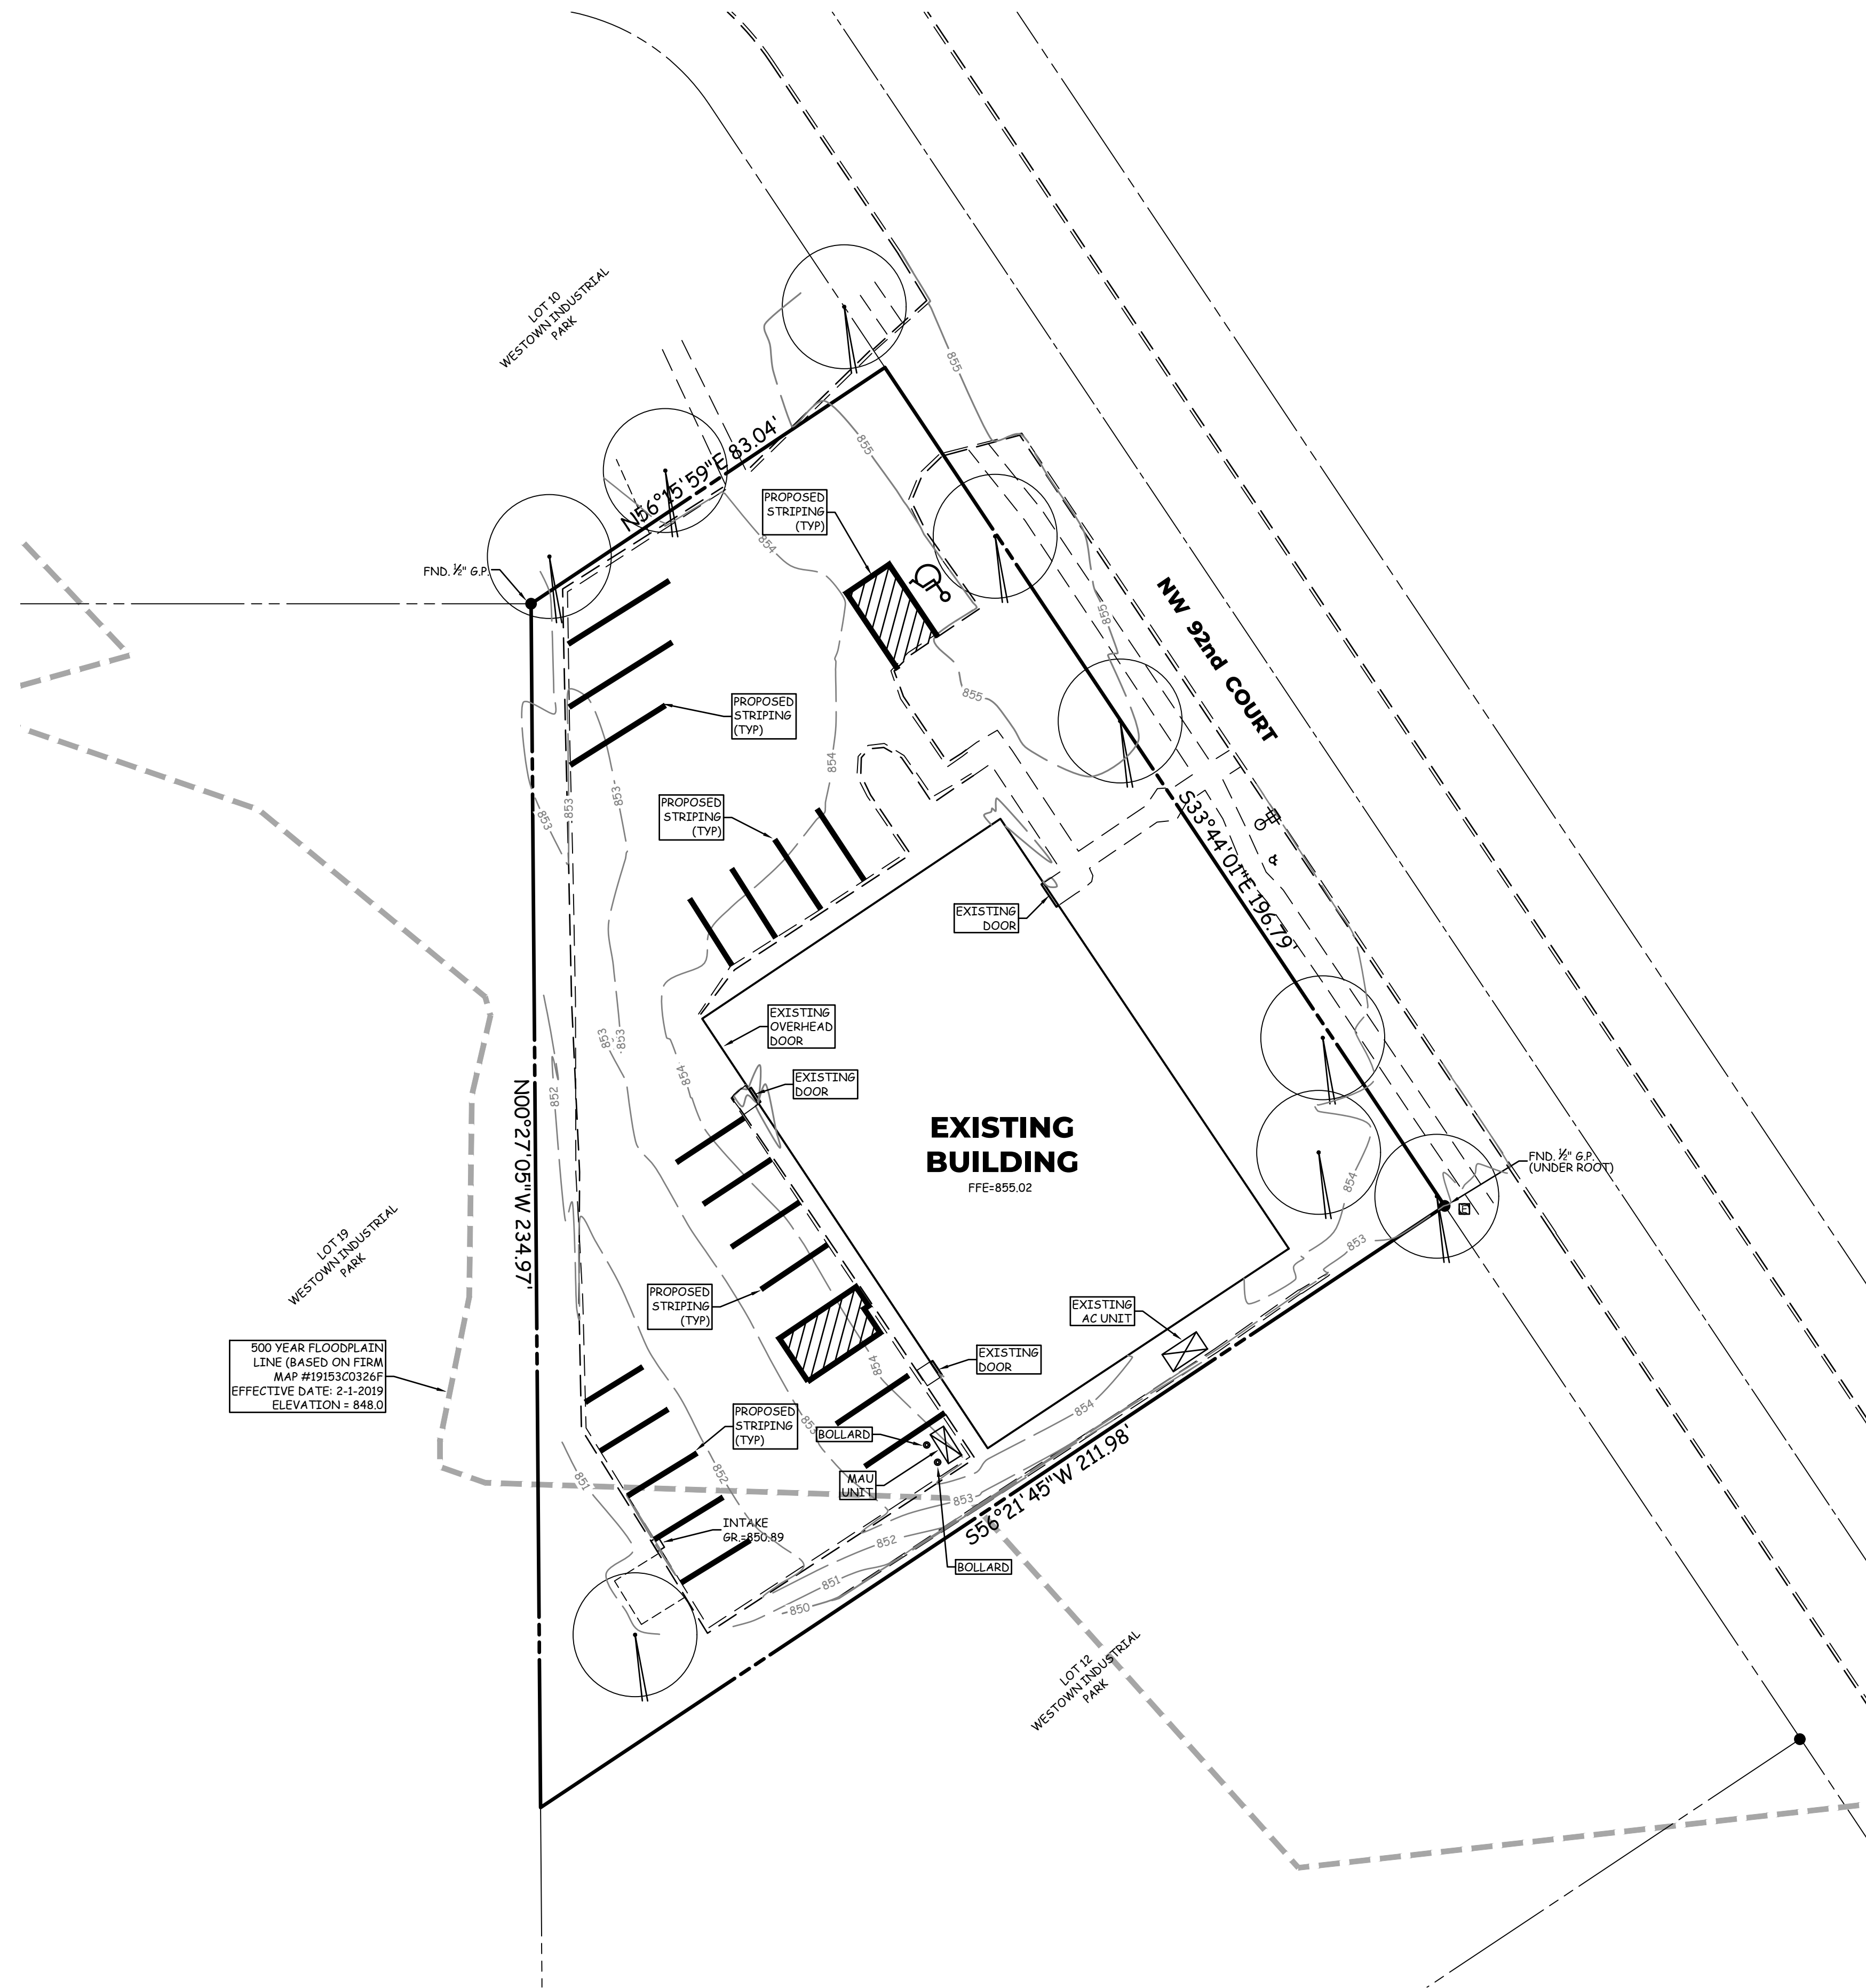 LOT 10
WESTOWN INDUSTRIAL
PARK
N56°15'59"E 83.04'
855
855
PROPOSED
STRIPING
(TYP)
854
FND. ½" G.P.
NW 92nd COURT
855
855
PROPOSED
STRIPING
(TYP)
854
853
853
853
PROPOSED
STRIPING
(TYP)
S33°44'01"E 196.79'
EXISTING
DOOR
EXISTING
OVERHEAD
DOOR
853
853
854
EXISTING
DOOR
852
N00°27'05"W 234.97'
EXISTING
BUILDING
FFE=855.02
FND. ½" G.P.
(UNDER ROOT)
854
E
853
LOT 19
WESTOWN INDUSTRIAL
PARK
PROPOSED
STRIPING
(TYP)
EXISTING
AC UNIT
500 YEAR FLOODPLAIN
LINE (BASED ON FIRM
MAP #19153C0326F
EFFECTIVE DATE: 2-1-2019
ELEVATION = 848.0
854
EXISTING
DOOR
PROPOSED
STRIPING
(TYP)
853
BOLLARD
854
S56°21'45"W 211.98'
MAU
UNIT
852
851
853
INTAKE
GR.=850.89
852
BOLLARD
851
850
LOT 12
WESTOWN INDUSTRIAL
PARK